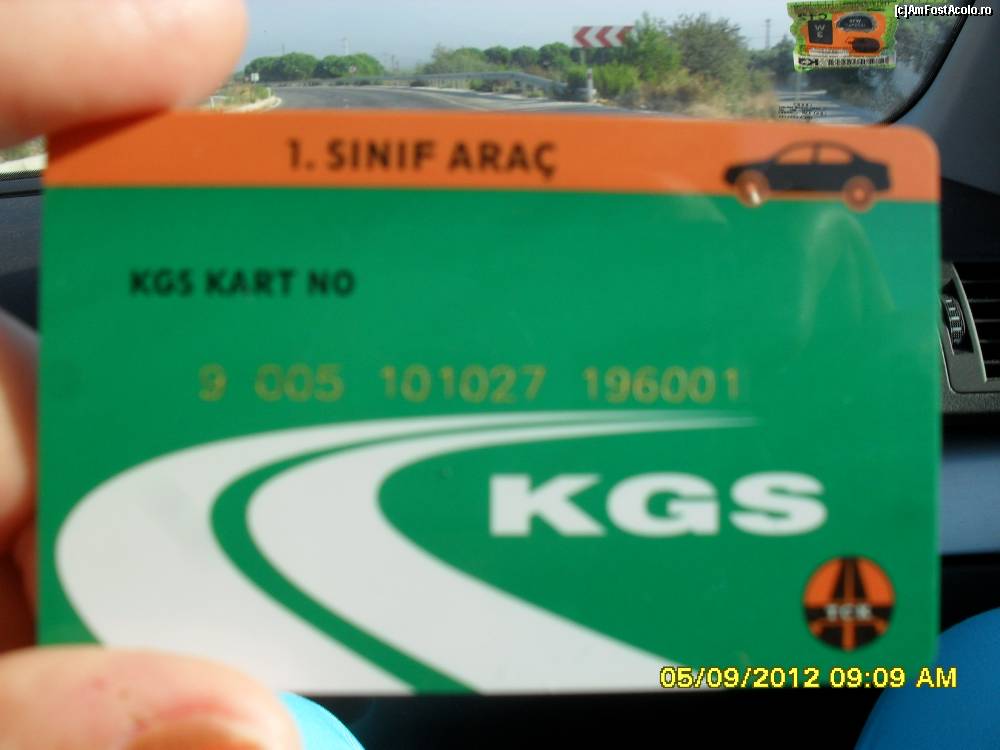 [c]AmFostAcolo.ro
1. SINIF ARAÇ
KGS KART NO
9 005 101027 196001
KGS
05/09/2012 09:09 AM